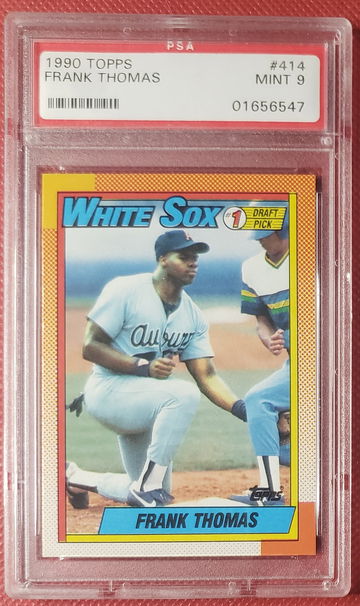 PSA
1990 TOPPS #414
FRANK THOMAS MINT 9
01656547
WHITE SOX #1 DRAFT PICK
Auburn
topps
FRANK THOMAS